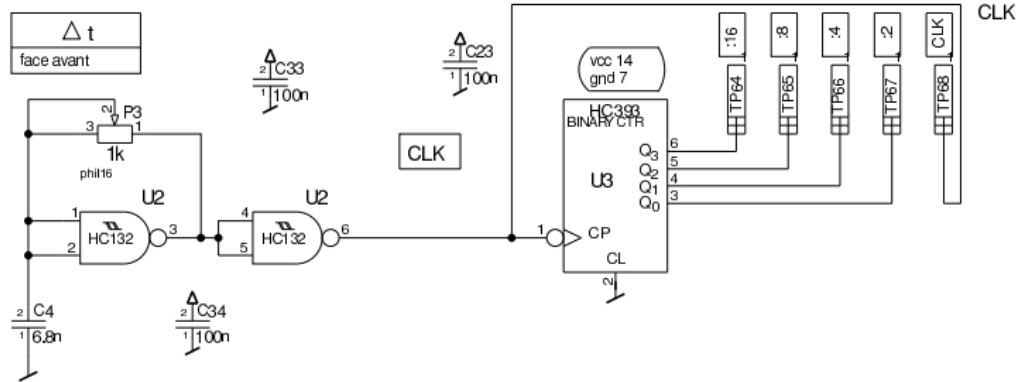 CLK
Δ t
face avant
:16
:8
:4
:2
CLK
2 C33
1 100n
2 C23
1 100n
vcc 14
gnd 7
TP64
TP65
TP66
TP67
TP68
2 P3
3 1
1k
phil16
HC393
BINARY CTR
CLK
U3
Q3 6
Q2 5
Q1 4
Q0 3
U2
U2
1
2
HC132
3
4
5
HC132
6
1
CP
CL
2
2 C4
1 6.8n
2 C34
1 100n